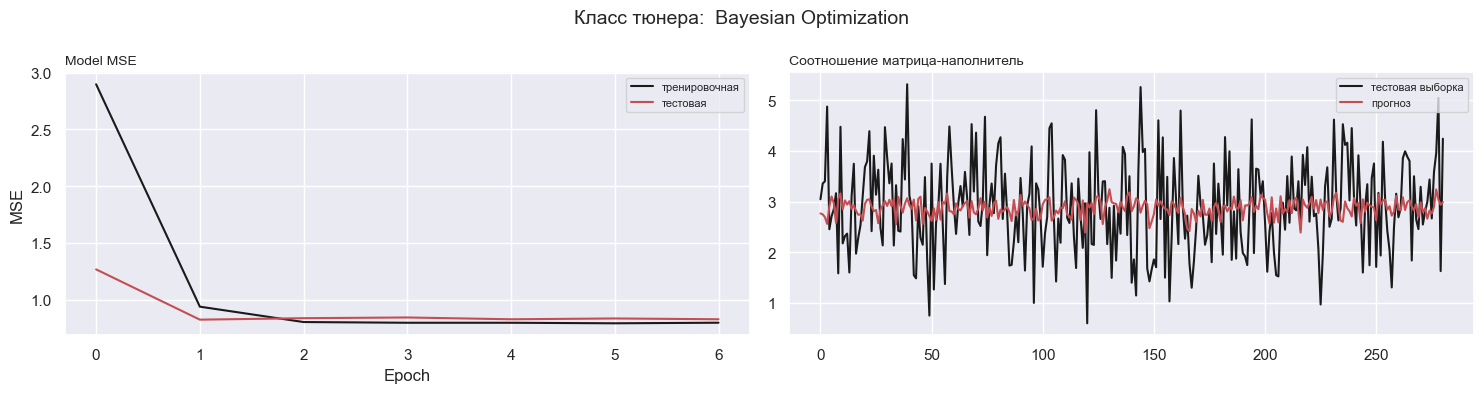 Класс тюнера:  Bayesian Optimization
Model MSE
3.0
2.5
2.0
1.5
1.0
MSE
тренировочная
тестовая
0 1 2 3 4 5 6
Epoch
Соотношение матрица-наполнитель
5
4
3
2
1
тестовая выборка
прогноз
0 50 100 150 200 250